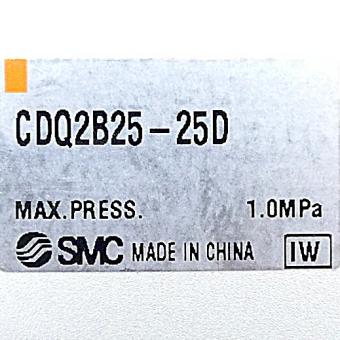 CDQ2B25-25D
MAX.PRESS. 1.0MPa
SMC MADE IN CHINA IW